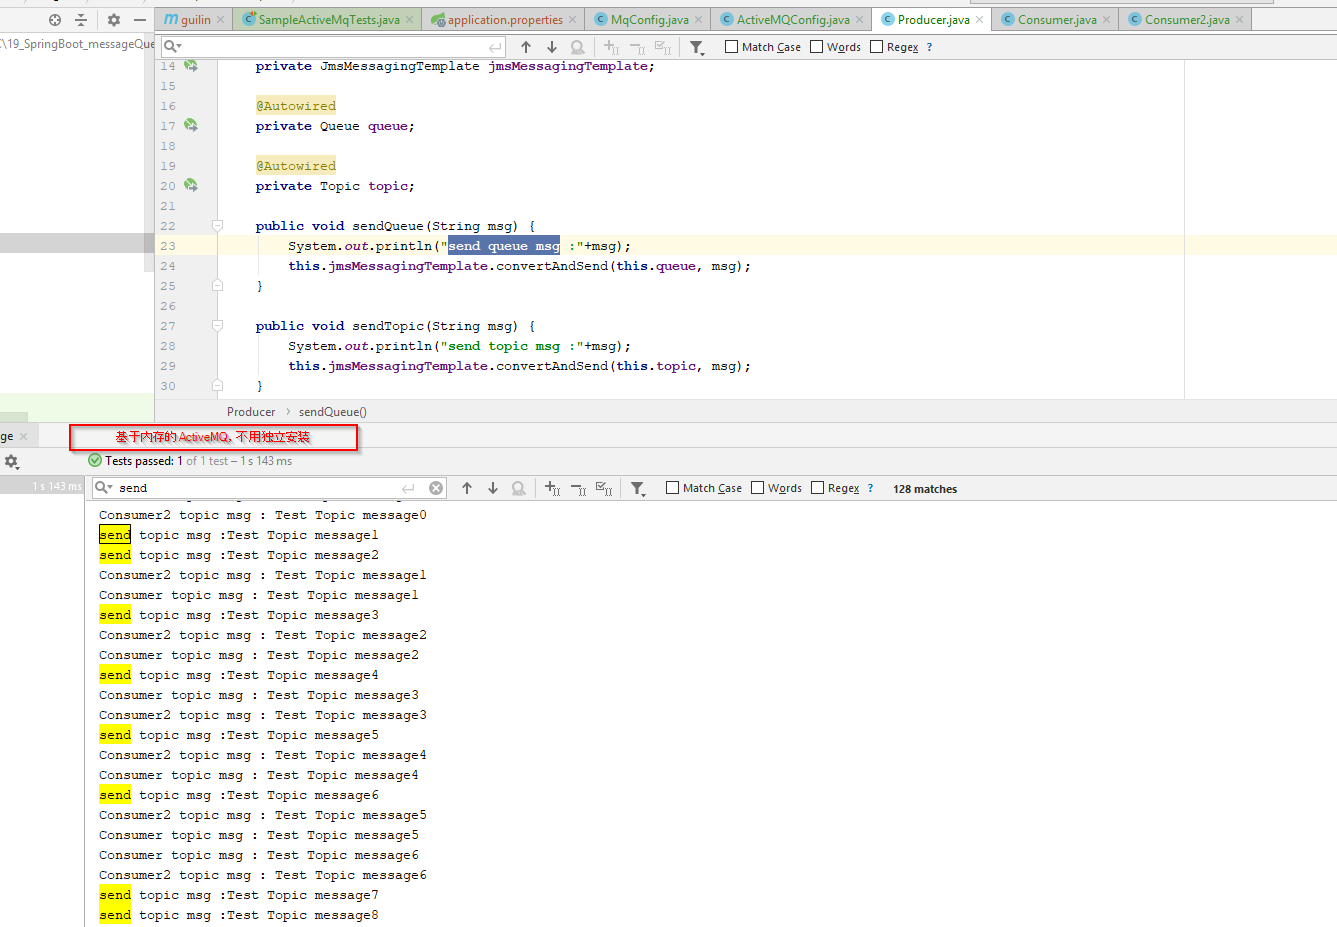 guilin
SampleActiveMqTests.java
application.properties
MqConfig.java
ActiveMQConfig.java
Producer.java
Consumer.java
Consumer2.java
\19_SpringBoot_messageQue
Match Case
Words
Regex
?
14 private JmsMessagingTemplate jmsMessagingTemplate;
15
16 @Autowired
17 private Queue queue;
18
19 @Autowired
20 private Topic topic;
21
22 public void sendQueue(String msg) {
23 System.out.println("send queue msg :"+msg);
24 this.jmsMessagingTemplate.convertAndSend(this.queue, msg);
25 }
26
27 public void sendTopic(String msg) {
28 System.out.println("send topic msg :"+msg);
29 this.jmsMessagingTemplate.convertAndSend(this.topic, msg);
30 }
Producer › sendQueue()
ge
基于内存的 ActiveMQ, 不用独立安装
Tests passed: 1 of 1 test – 1 s 143 ms
1 s 143 ms
send
Match Case
Words
Regex
?
128 matches
Consumer2 topic msg : Test Topic message0
send topic msg :Test Topic message1
send topic msg :Test Topic message2
Consumer2 topic msg : Test Topic message1
Consumer topic msg : Test Topic message1
send topic msg :Test Topic message3
Consumer2 topic msg : Test Topic message2
Consumer topic msg : Test Topic message2
send topic msg :Test Topic message4
Consumer topic msg : Test Topic message3
Consumer2 topic msg : Test Topic message3
send topic msg :Test Topic message5
Consumer2 topic msg : Test Topic message4
Consumer topic msg : Test Topic message4
send topic msg :Test Topic message6
Consumer2 topic msg : Test Topic message5
Consumer topic msg : Test Topic message5
Consumer topic msg : Test Topic message6
Consumer2 topic msg : Test Topic message6
send topic msg :Test Topic message7
send topic msg :Test Topic message8